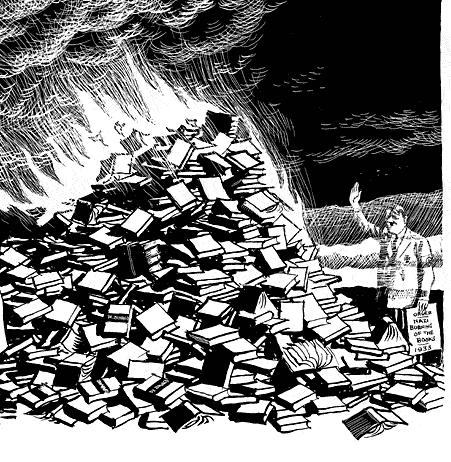 ORDER
NAZI
BURNING
OF THE
BOOKS
1933